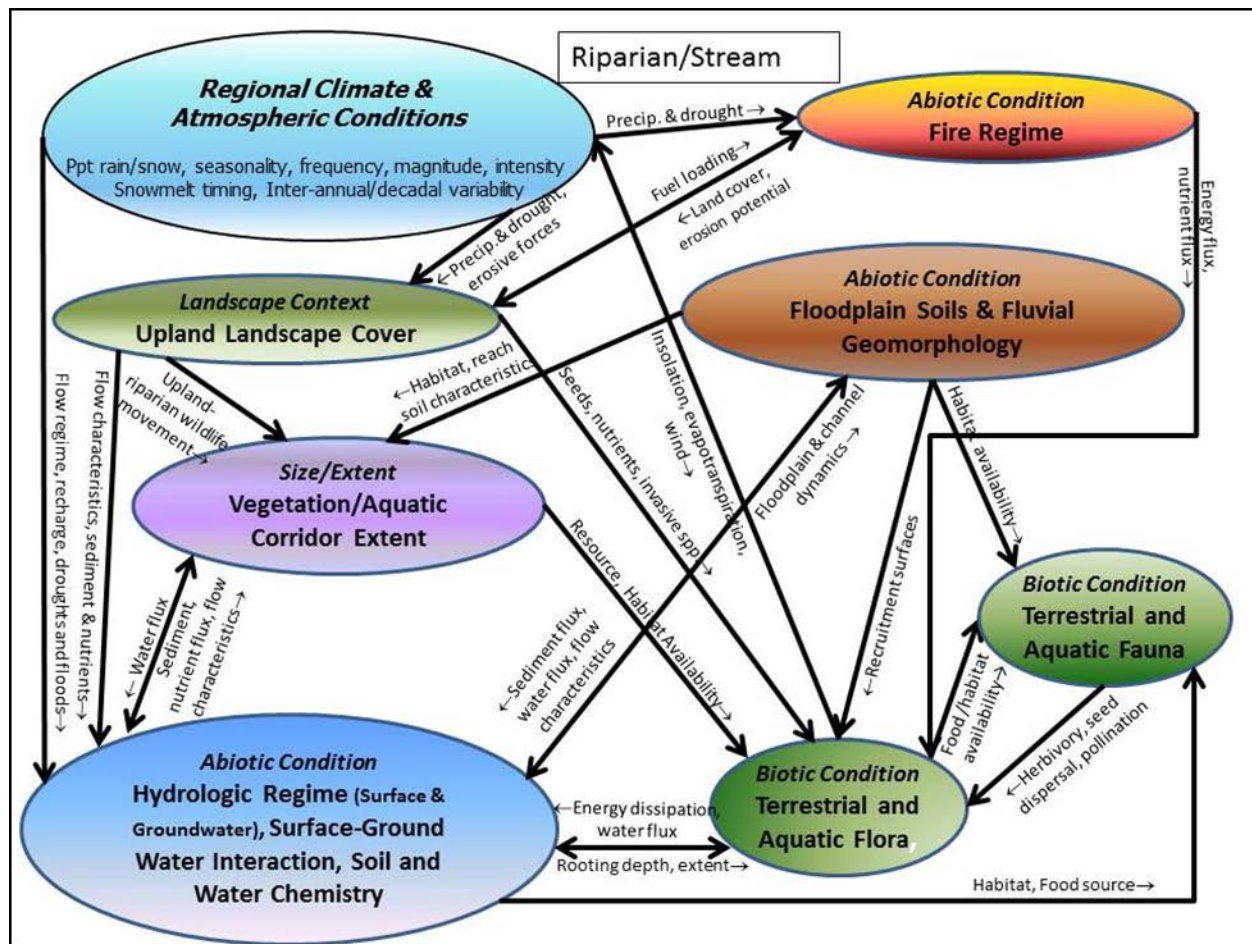 Riparian/Stream
Regional Climate &
Atmospheric Conditions
Ppt rain/snow, seasonality, frequency, magnitude, intensity
Snowmelt timing, Inter-annual/decadal variability
Abiotic Condition
Fire Regime
Precip. & drought→
Fuel loading→
←Land cover,
erosion potential
←Precip.& drought,
erosive forces
Energy flux,
nutrient flux→
Landscape Context
Upland Landscape Cover
Abiotic Condition
Floodplain Soils & Fluvial
Geomorphology
←Habitat, reach
soil characteristics
Upland-
riparian wildlife
movement→
Flow regime, recharge, droughts and floods→
Flow characteristics, sediment & nutrients→
Seeds, nutrients, invasive spp→
Insolation, evapotranspiration,
wind→
Floodplain & channel
dynamics→
Habitat availability→
Size/Extent
Vegetation/Aquatic
Corridor Extent
Resource, Habitat Availability→
←Recruitment surfaces
Biotic Condition
Terrestrial and
Aquatic Fauna
← Water flux
Sediment,
nutrient flux, flow
characteristics→
←Sediment flux,
water flux, flow
characteristics
Food /habitat
availability→
←Herbivory, seed
dispersal, pollination
Abiotic Condition
Hydrologic Regime (Surface &
Groundwater), Surface-Ground
Water Interaction, Soil and
Water Chemistry
←Energy dissipation,
water flux
Rooting depth, extent→
Biotic Condition
Terrestrial and
Aquatic Flora,
Habitat, Food source→